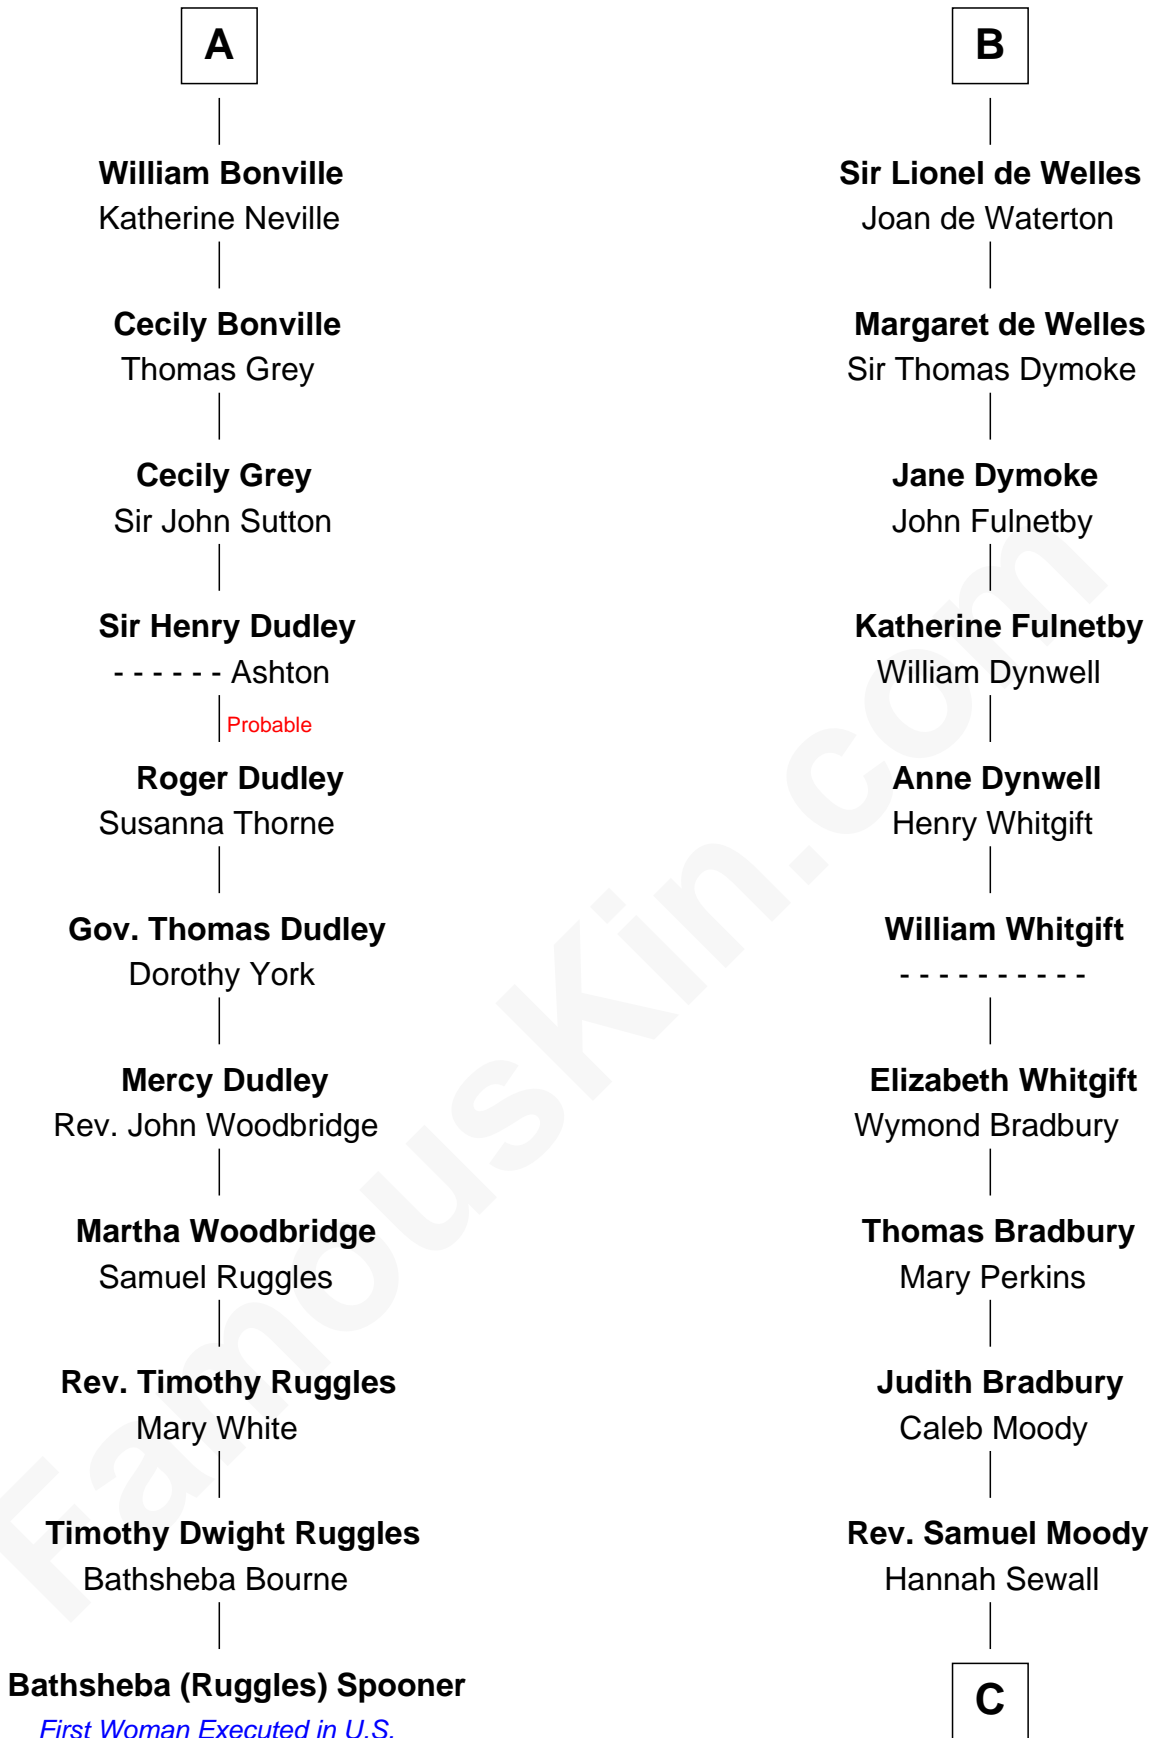 A
William Bonville
Katherine Neville
Cecily Bonville
Thomas Grey
Cecily Grey
Sir John Sutton
Sir Henry Dudley
- - - - - - Ashton
Probable
Roger Dudley
Susanna Thorne
Gov. Thomas Dudley
Dorothy York
Mercy Dudley
Rev. John Woodbridge
Martha Woodbridge
Samuel Ruggles
Rev. Timothy Ruggles
Mary White
Timothy Dwight Ruggles
Bathsheba Bourne
Bathsheba (Ruggles) Spooner
First Woman Executed in U.S.
B
Sir Lionel de Welles
Joan de Waterton
Margaret de Welles
Sir Thomas Dymoke
Jane Dymoke
John Fulnetby
Katherine Fulnetby
William Dynwell
Anne Dynwell
Henry Whitgift
William Whitgift
- - - - - - - - - -
Elizabeth Whitgift
Wymond Bradbury
Thomas Bradbury
Mary Perkins
Judith Bradbury
Caleb Moody
Rev. Samuel Moody
Hannah Sewall
C
FamousKin.com